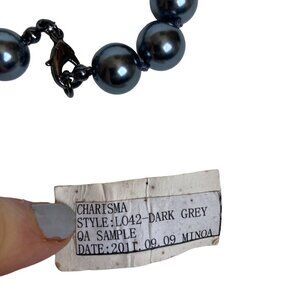 CHARISMA
STYLE:L042-DARK GREY
QA SAMPLE
DATE:2011.09.09 MINOA